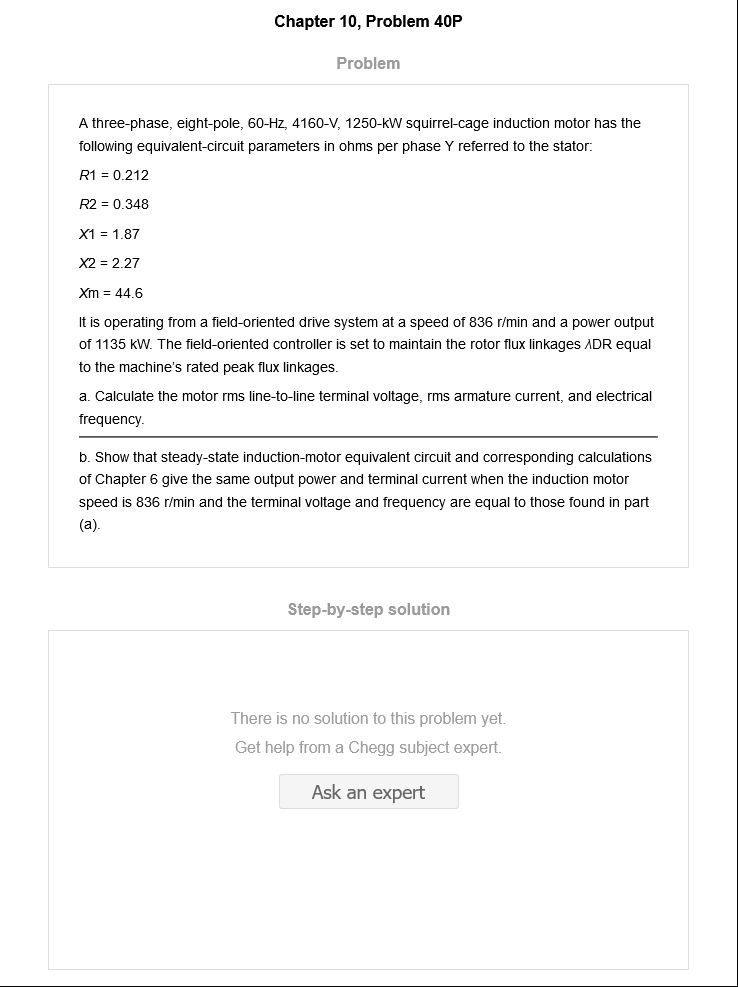 Chapter 10, Problem 40P
Problem
A three-phase, eight-pole, 60-Hz, 4160-V, 1250-kW squirrel-cage induction motor has the
following equivalent-circuit parameters in ohms per phase Y referred to the stator:
R1 = 0.212
R2 = 0.348
X1 = 1.87
X2 = 2.27
Xm = 44.6
It is operating from a field-oriented drive system at a speed of 836 r/min and a power output
of 1135 kW. The field-oriented controller is set to maintain the rotor flux linkages λDR equal
to the machine's rated peak flux linkages.
a. Calculate the motor rms line-to-line terminal voltage, rms armature current, and electrical
frequency.
b. Show that steady-state induction-motor equivalent circuit and corresponding calculations
of Chapter 6 give the same output power and terminal current when the induction motor
speed is 836 r/min and the terminal voltage and frequency are equal to those found in part
(a).
Step-by-step solution
There is no solution to this problem yet.
Get help from a Chegg subject expert.
Ask an expert